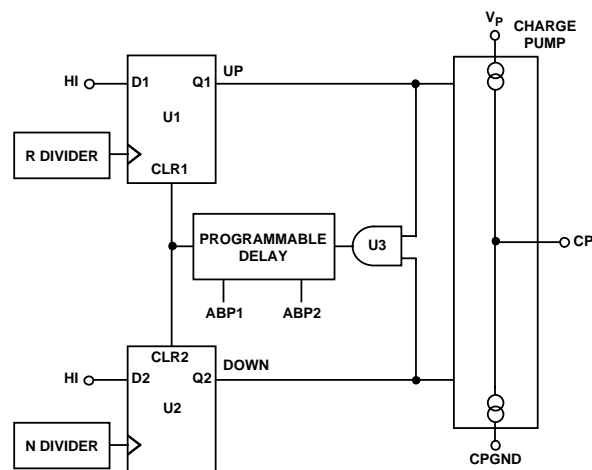 VP
CHARGE
PUMP
HI
D1
Q1
UP
U1
R DIVIDER
CLR1
PROGRAMMABLE
DELAY
U3
CP
ABP1
ABP2
CLR2
DOWN
HI
D2
Q2
U2
N DIVIDER
CPGND